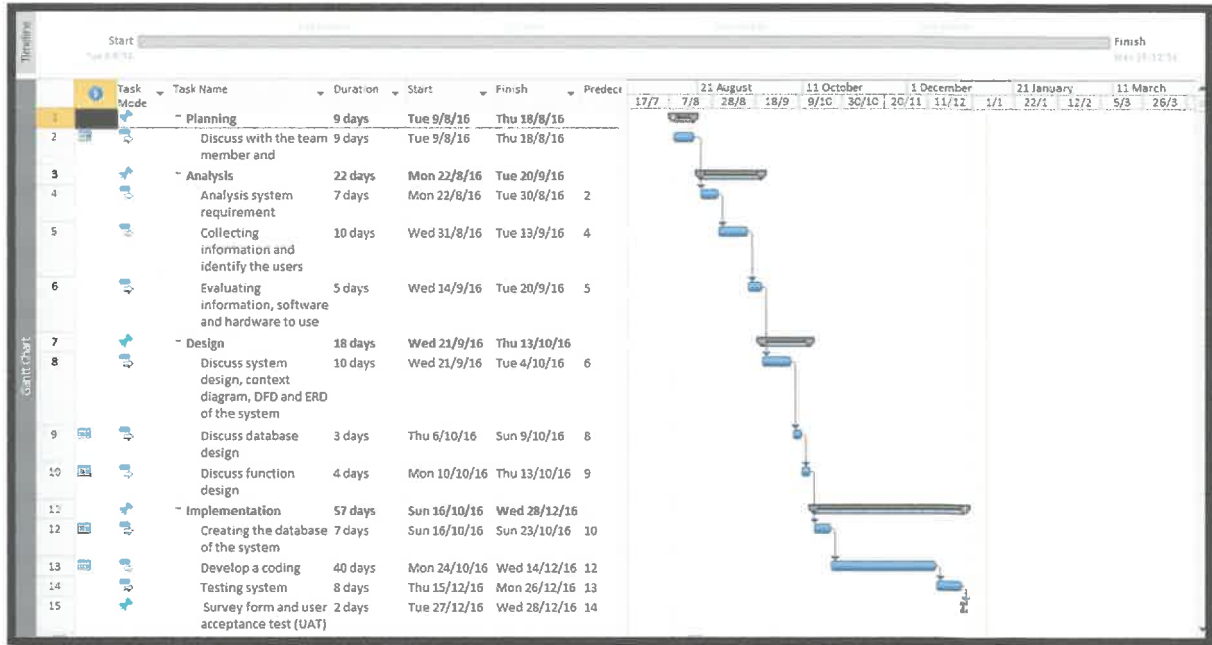 Timeline
Start
Finish
Task Mode Task Name Duration Start Finish Predece
21 August 11 October 1 December 21 January 11 March
17/7 7/8 28/8 18/9 9/10 30/10 20/11 11/12 1/1 22/1 12/2 5/3 26/3
Gantt Chart
1 Planning 9 days Tue 9/8/16 Thu 18/8/16
2 Discuss with the team 9 days Tue 9/8/16 Thu 18/8/16
member and
3 Analysis 22 days Mon 22/8/16 Tue 20/9/16
4 Analysis system 7 days Mon 22/8/16 Tue 30/8/16 2
requirement
5 Collecting 10 days Wed 31/8/16 Tue 13/9/16 4
information and
identify the users
6 Evaluating 5 days Wed 14/9/16 Tue 20/9/16 5
information, software
and hardware to use
7 Design 18 days Wed 21/9/16 Thu 13/10/16
8 Discuss system 10 days Wed 21/9/16 Tue 4/10/16 6
design, context
diagram, DFD and ERD
of the system
9 Discuss database 3 days Thu 6/10/16 Sun 9/10/16 8
design
10 Discuss function 4 days Mon 10/10/16 Thu 13/10/16 9
design
11 Implementation 57 days Sun 16/10/16 Wed 28/12/16
12 Creating the database 7 days Sun 16/10/16 Sun 23/10/16 10
of the system
13 Develop a coding 40 days Mon 24/10/16 Wed 14/12/16 12
14 Testing system 8 days Thu 15/12/16 Mon 26/12/16 13
15 Survey form and user 2 days Tue 27/12/16 Wed 28/12/16 14
acceptance test (UAT)